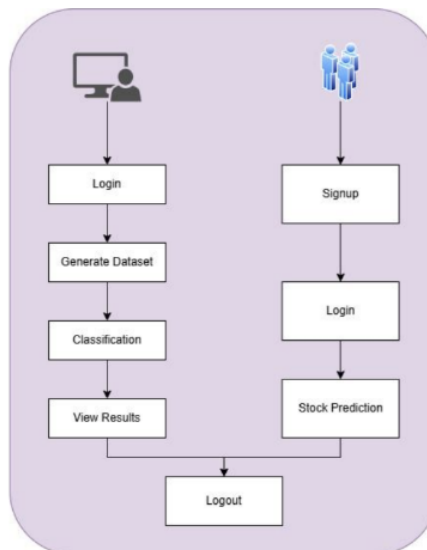 Login
Generate Dataset
Classification
View Results
Signup
Login
Stock Prediction
Logout